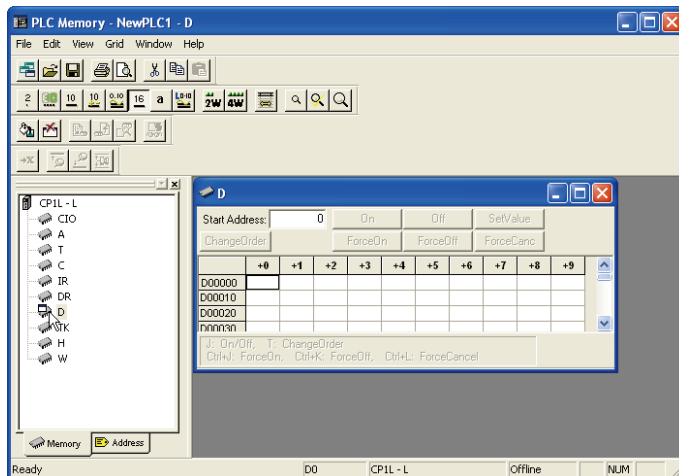 PLC Memory - NewPLC1 - D
File Edit View Grid Window Help
2 10 10 0.10 16 a 2W 4W
CP1L - L
CIO
A
T
C
IR
DR
D
TK
H
W
Memory Address
D
Start Address: 0 On Off SetValue
ChangeOrder ForceOn ForceOff ForceCanc
+0 +1 +2 +3 +4 +5 +6 +7 +8 +9
D00000
D00010
D00020
D00030
J: On/Off, T: ChangeOrder
Ctrl+J: ForceOn, Ctrl+K: ForceOff, Ctrl+L: ForceCancel
Ready D0 CP1L - L Offline NUM